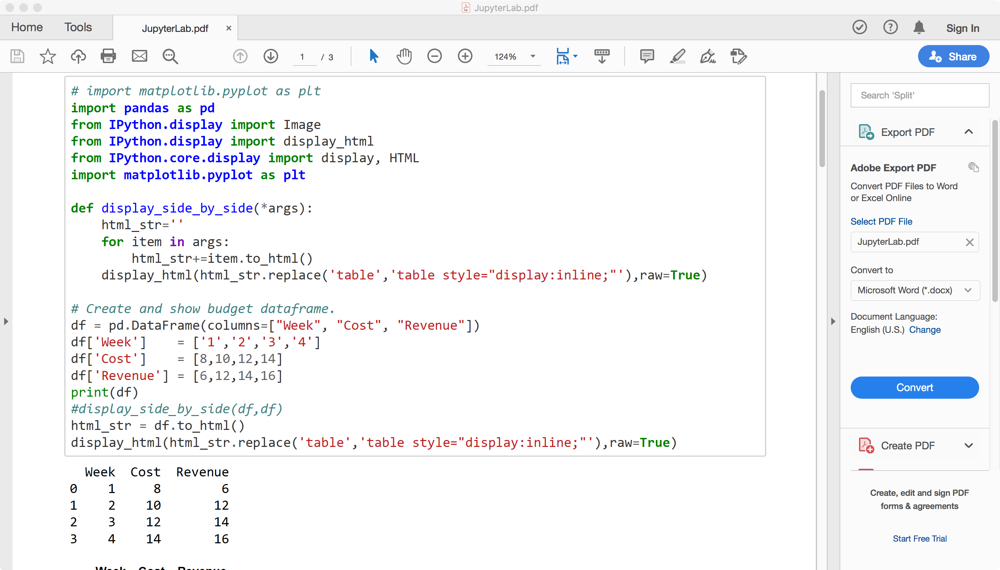 JupyterLab.pdf
Home Tools JupyterLab.pdf × Sign In
1 / 3 124% Share
# import matplotlib.pyplot as plt
import pandas as pd
from IPython.display import Image
from IPython.display import display_html
from IPython.core.display import display, HTML
import matplotlib.pyplot as plt
def display_side_by_side(*args):
    html_str=''
    for item in args:
        html_str+=item.to_html()
    display_html(html_str.replace('table','table style="display:inline;"'),raw=True)
# Create and show budget dataframe.
df = pd.DataFrame(columns=["Week", "Cost", "Revenue"])
df['Week']    = ['1','2','3','4']
df['Cost']    = [8,10,12,14]
df['Revenue'] = [6,12,14,16]
print(df)
#display_side_by_side(df,df)
html_str = df.to_html()
display_html(html_str.replace('table','table style="display:inline;"'),raw=True)
  Week  Cost  Revenue
0    1     8        6
1    2    10       12
2    3    12       14
3    4    14       16
Week Cost Revenue
Search 'Split'
Export PDF
Adobe Export PDF
Convert PDF Files to Word
or Excel Online
Select PDF File
JupyterLab.pdf
Convert to
Microsoft Word (*.docx)
Document Language:
English (U.S.) Change
Convert
Create PDF
Create, edit and sign PDF
forms & agreements
Start Free Trial